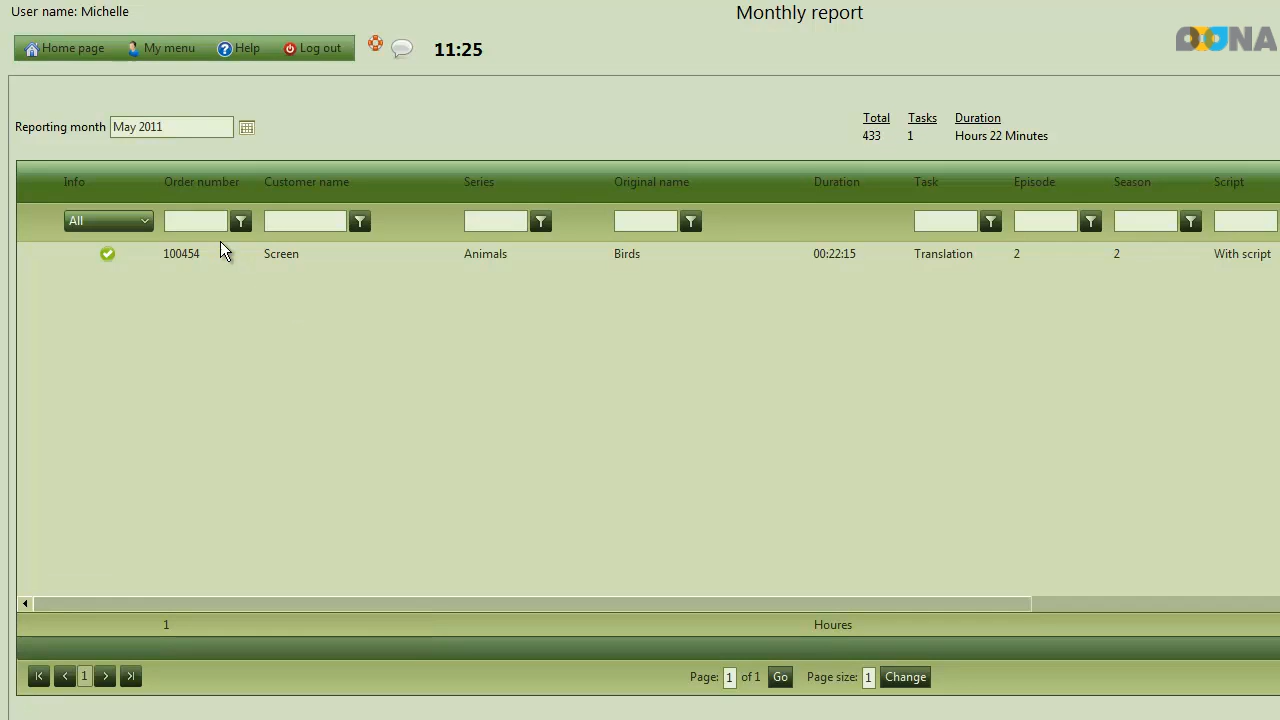 User name: Michelle
Monthly report
Home page My menu Help Log out 11:25
NA
Reporting month May 2011
Total Tasks Duration
433 1 Hours 22 Minutes
Info Order number Customer name Series Original name Duration Task Episode Season Script
All
100454 Screen Animals Birds 00:22:15 Translation 2 2 With script
1 Houres
1 Page: 1 of 1 Go Page size: 1 Change